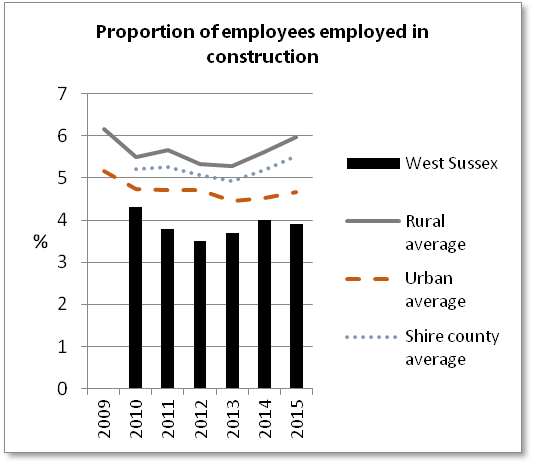 Proportion of employees employed in
construction
7
6
5
4
3
2
1
0
%
2009
2010
2011
2012
2013
2014
2015
West Sussex
Rural
average
Urban
average
Shire county
average